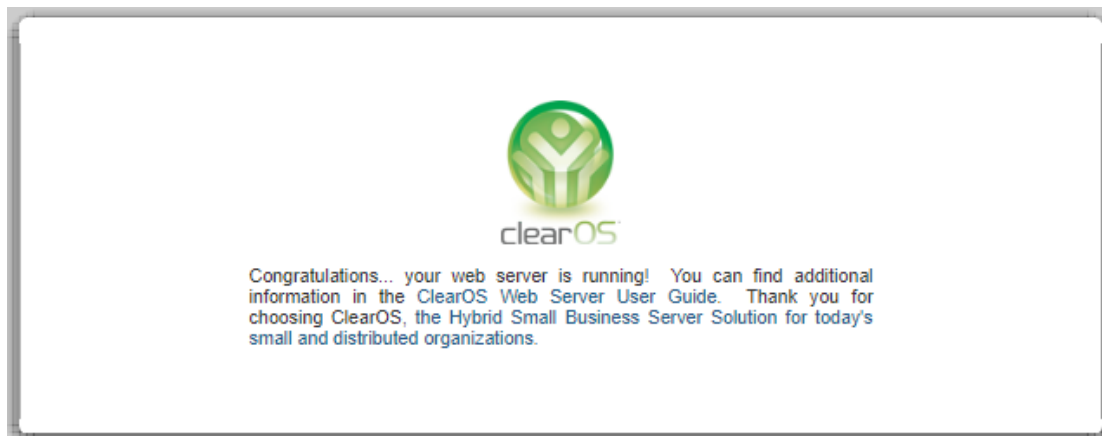 clearOS
Congratulations... your web server is running! You can find additional
information in the ClearOS Web Server User Guide. Thank you for
choosing ClearOS, the Hybrid Small Business Server Solution for today's
small and distributed organizations.